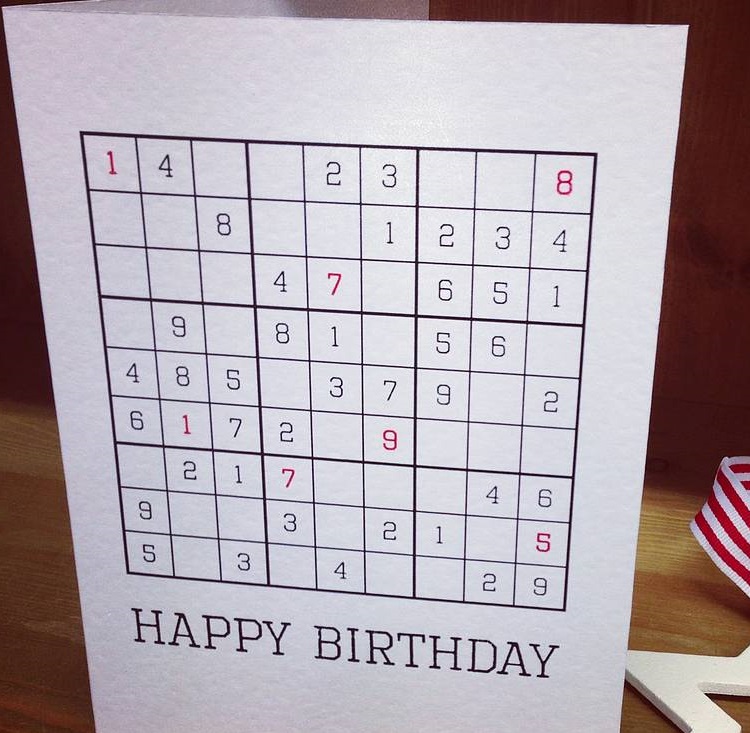 1 4 2 3 8
8 1 2 3 4
4 7 6 5 1
9 8 1 5 6
4 8 5 3 7 9 2
6 1 7 2 9
2 1 7 4 6
9 3 2 1 5
5 3 4 2 9
HAPPY BIRTHDAY